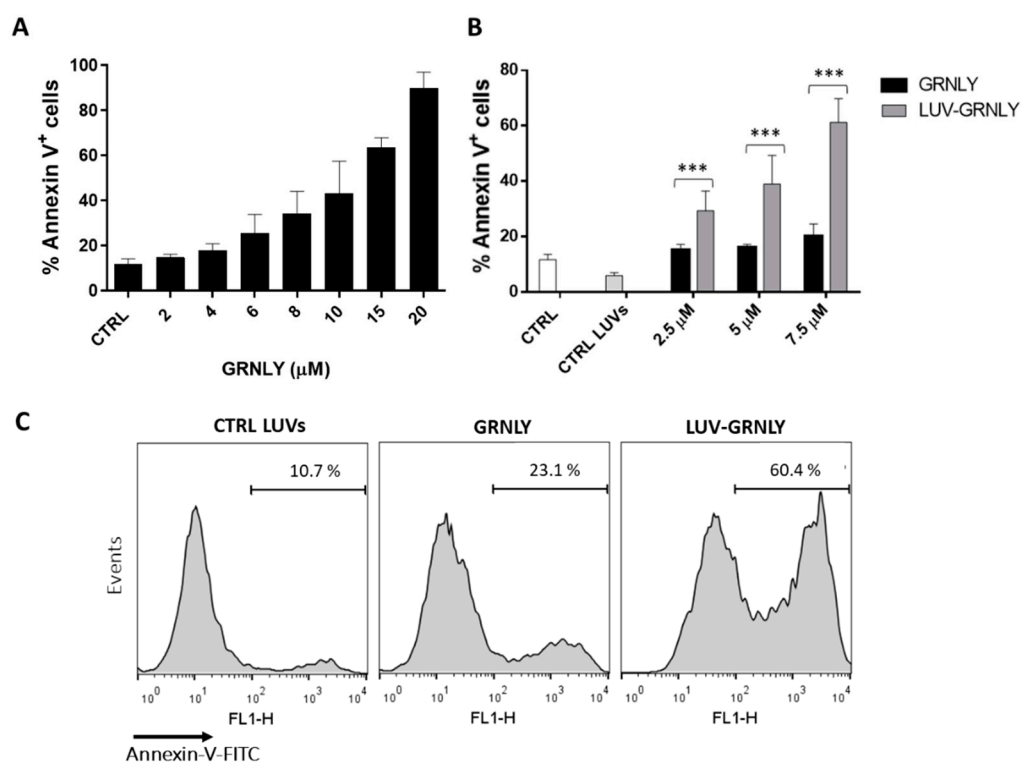 A
% Annexin V+ cells
100
80
60
40
20
0
CTRL
2
4
6
8
10
15
20
GRNLY (μM)
B
% Annexin V+ cells
80
60
40
20
0
***
***
***
CTRL
CTRL LUVs
2.5 μM
5 μM
7.5 μM
GRNLY
LUV-GRNLY
C
CTRL LUVs
GRNLY
LUV-GRNLY
10.7 %
23.1 %
60.4 %
Events
10^0 10^1 10^2 10^3 10^4
10^0 10^1 10^2 10^3 10^4
10^0 10^1 10^2 10^3 10^4
FL1-H
FL1-H
FL1-H
Annexin-V-FITC